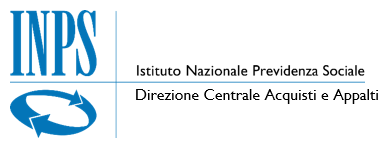 INPS
Istituto Nazionale Previdenza Sociale
Direzione Centrale Acquisti e Appalti